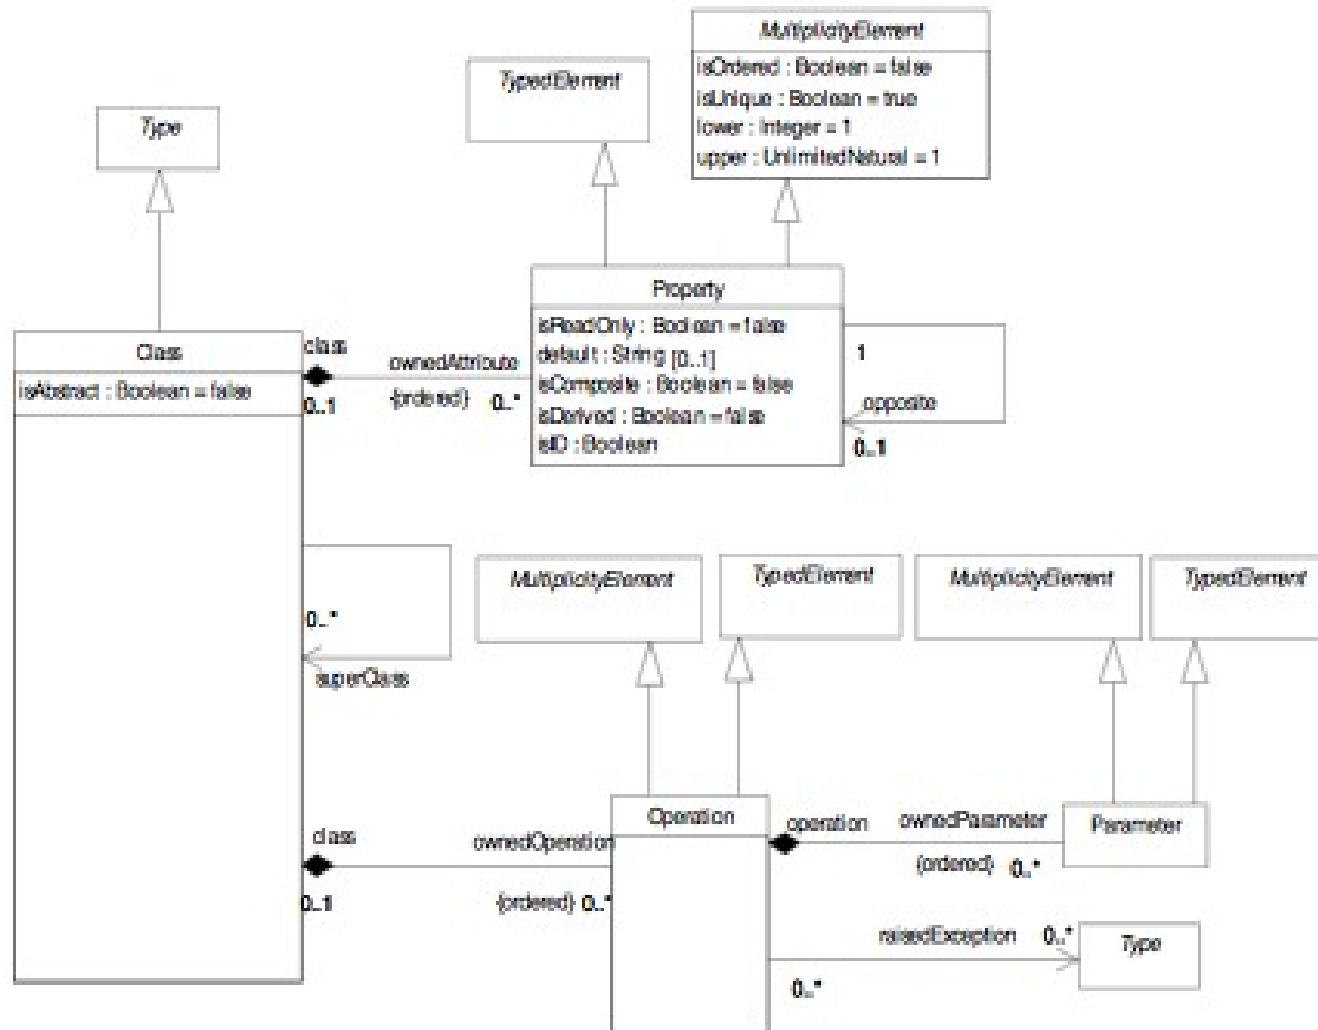 MultiplicityElement
isOrdered : Boolean = false
isUnique : Boolean = true
lower : Integer = 1
upper : UnlimitedNatural = 1
TypedElement
Type
Property
isReadOnly : Boolean = false
default : String [0..1]
isComposite : Boolean = false
isDerived : Boolean = false
isID : Boolean
1
opposite
0..1
Class
isAbstract : Boolean = false
class
0..1
ownedAttribute
{ordered} 0..*
0..*
superClass
MultiplicityElement
TypedElement
MultiplicityElement
TypedElement
class
0..1
ownedOperation
{ordered} 0..*
Operation
operation
ownedParameter
{ordered} 0..*
Parameter
raisedException 0..*
0..*
Type